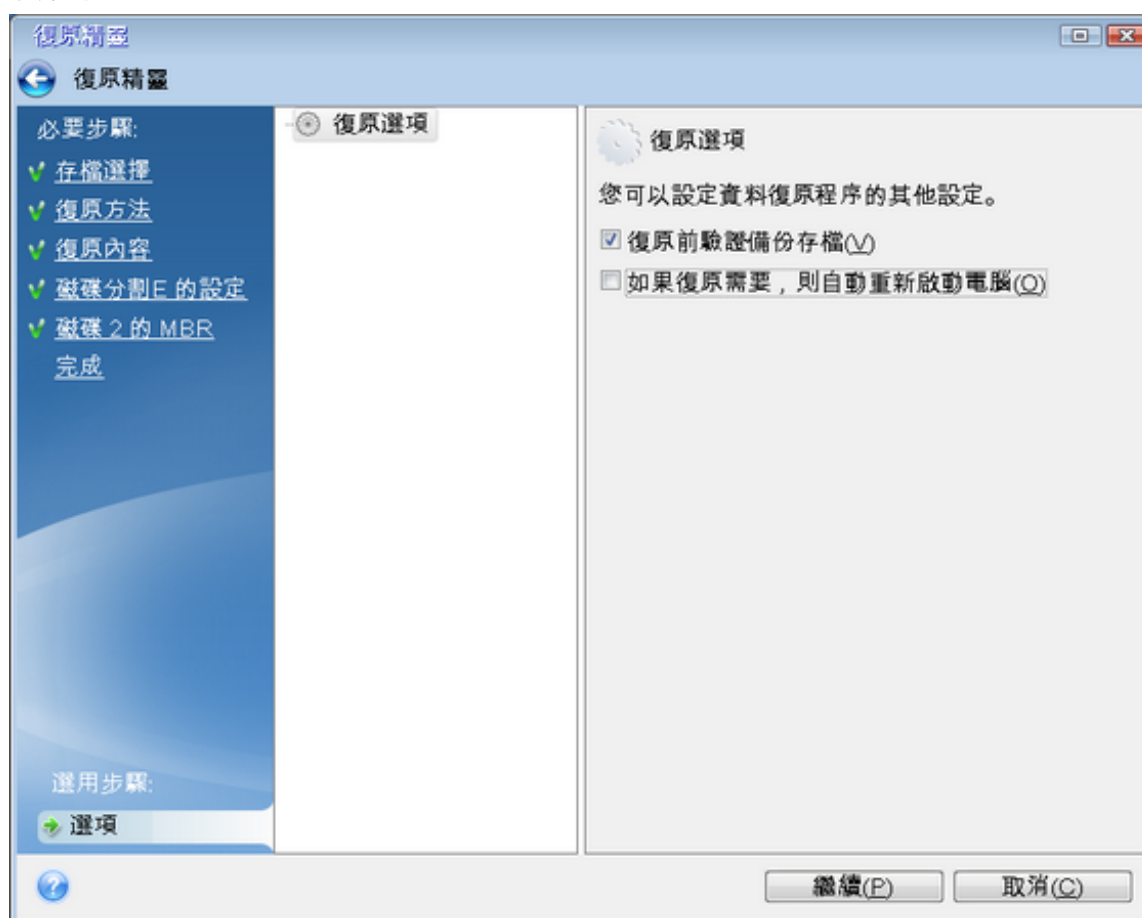 復原精靈
復原精靈
必要步驟:
存檔選擇
復原方法
復原內容
磁碟分割E 的設定
磁碟 2 的 MBR
完成
選用步驟:
選項
復原選項
復原選項
您可以設定資料復原程序的其他設定。
復原前驗證備份存檔(V)
如果復原需要，則自動重新啟動電腦(O)
繼續(P)
取消(C)